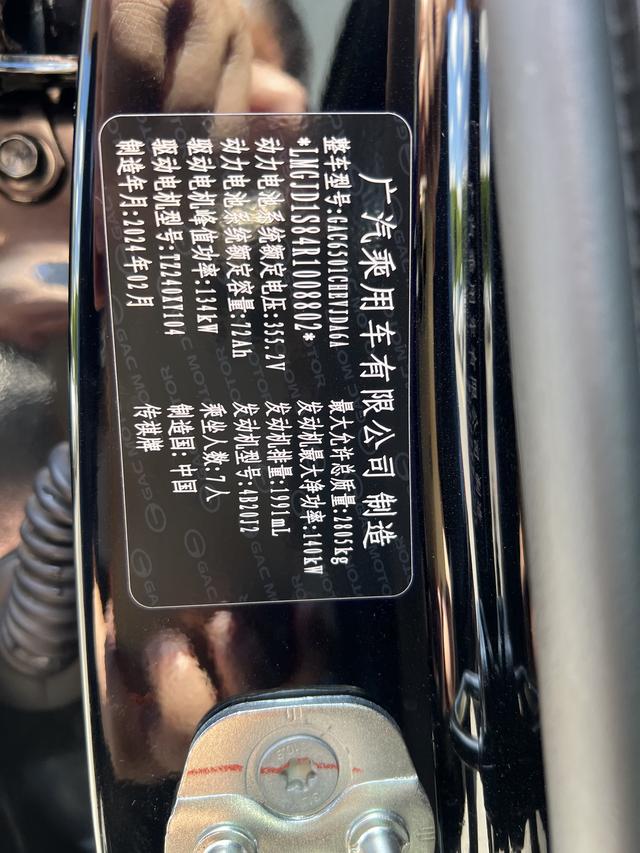 广汽乘用车有限公司 制造
整车型号:GAC6501CHEVJDA6A 最大允许总质量:2805kg
*LMGJD1S84R1008802* 发动机最大净功率:140kW
动力电池系统额定电压:355.2V 发动机排量:1991mL
动力电池系统额定容量:72Ah 发动机型号:4B20J2
驱动电机峰值功率:134kW 乘坐人数:7人
驱动电机型号:TZ240XY104 制造国:中国
制造年月:2024年02月 传祺牌
GAC MOTOR